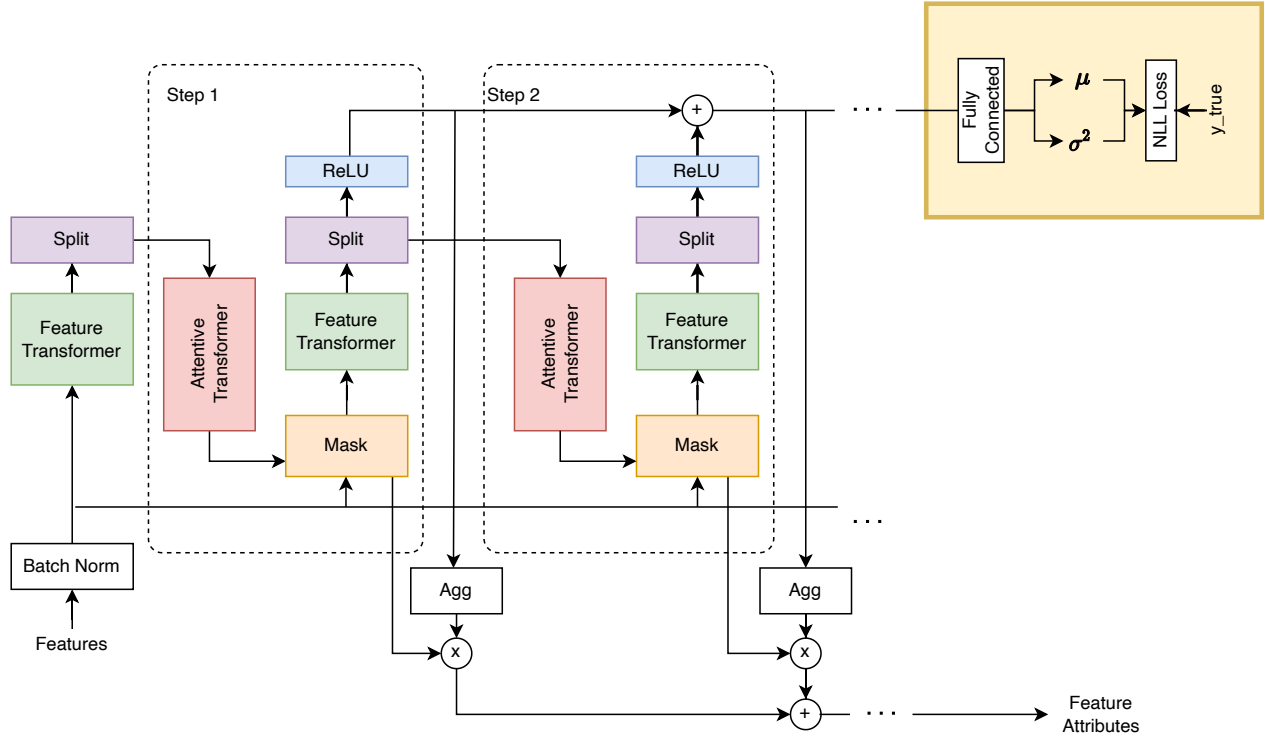 Step 1
Step 2
+
. . .
Fully
Connected
μ
σ²
NLL Loss
y_true
ReLU
ReLU
Split
Split
Split
Feature
Transformer
Attentive
Transformer
Feature
Transformer
Attentive
Transformer
Feature
Transformer
Mask
Mask
. . .
Batch Norm
Agg
Agg
Features
x
x
+
. . .
Feature
Attributes